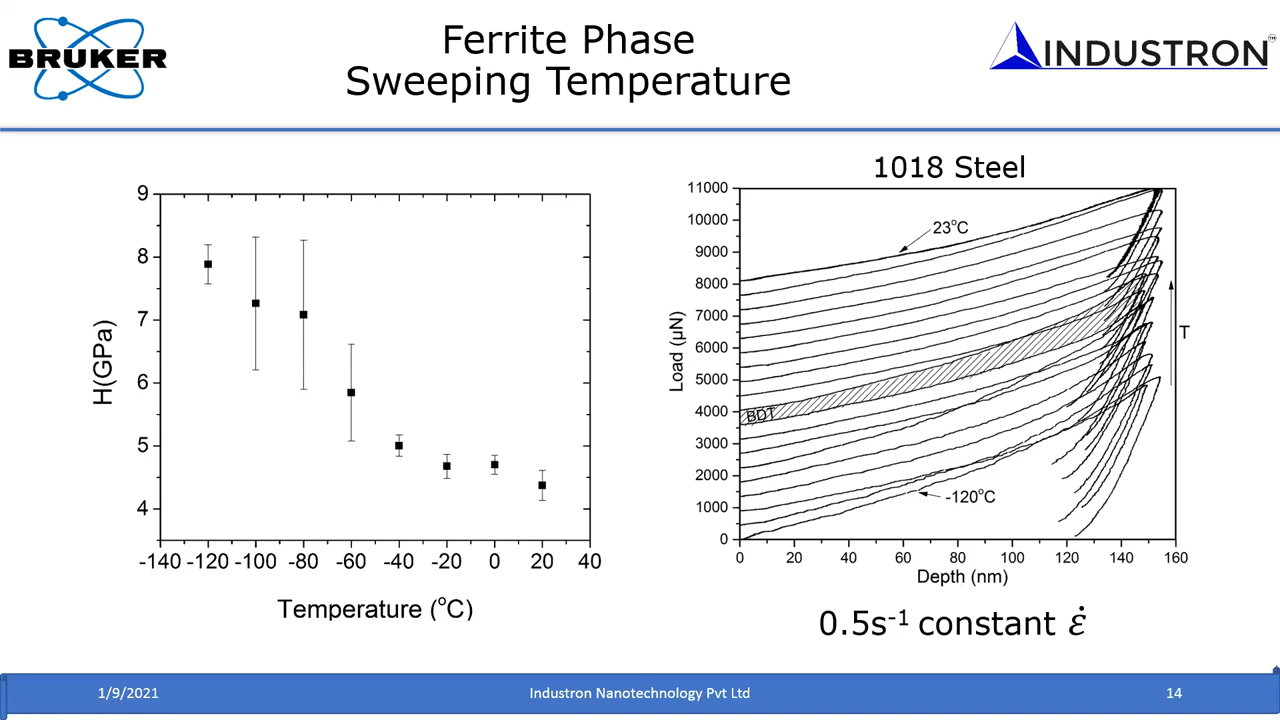 BRUKER
Ferrite Phase
Sweeping Temperature
INDUSTRON™
9
8
7
6
5
4
H(GPa)
-140 -120 -100 -80 -60 -40 -20 0 20 40
Temperature (°C)
1018 Steel
11000
10000
9000
8000
7000
6000
5000
4000
3000
2000
1000
0
Load (µN)
23°C
BDT
-120°C
T
0 20 40 60 80 100 120 140 160
Depth (nm)
0.5s⁻¹ constant ε̇
1/9/2021
Industron Nanotechnology Pvt Ltd
14